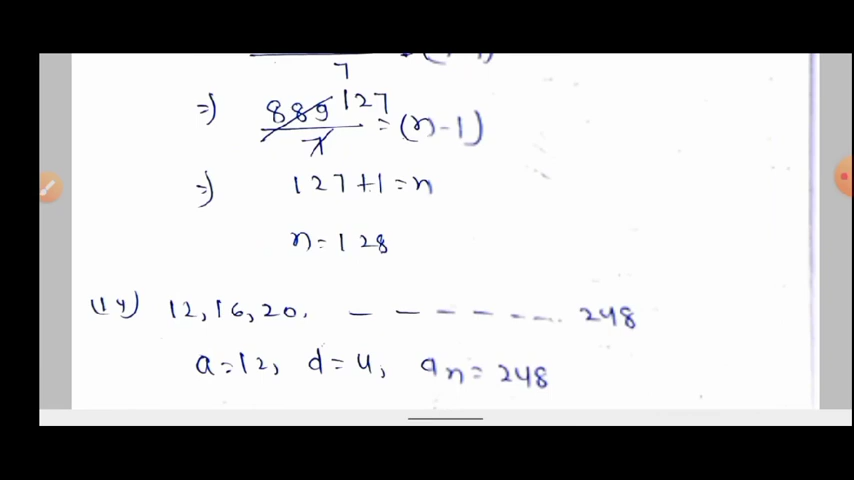 7
=) 889 127 / 7 = (n-1)
=) 127+1=n
n=128
(14) 12,16,20. - - - - - - . 248
a=12, d=4, an=248